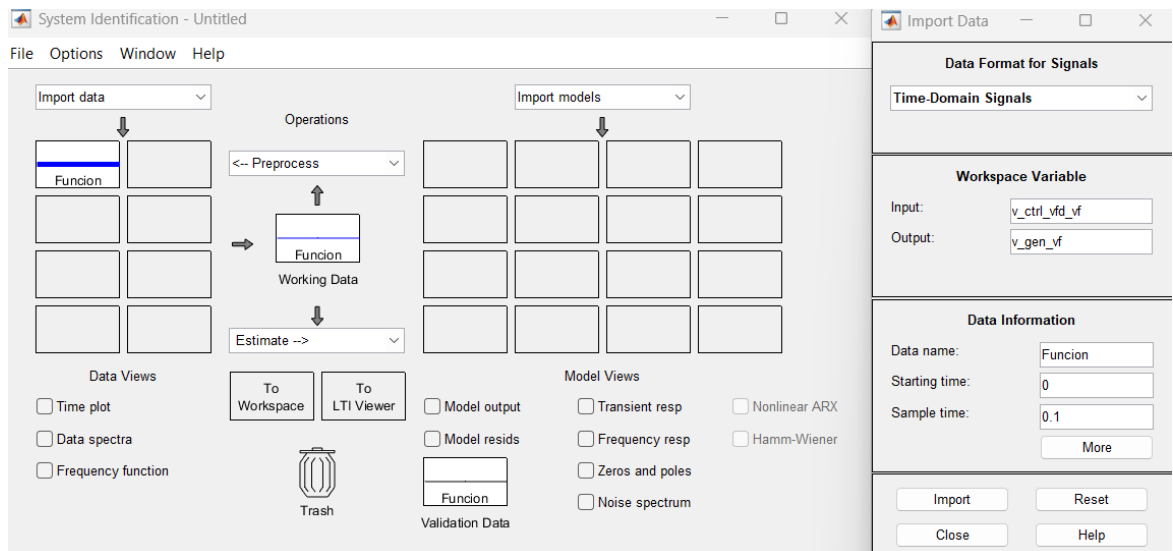 System Identification - Untitled
File Options Window Help
Import data
Import models
Operations
Funcion
<-- Preprocess
Funcion
Working Data
Estimate -->
Data Views
Time plot
Data spectra
Frequency function
To
Workspace
To
LTI Viewer
Trash
Model Views
Model output
Transient resp
Nonlinear ARX
Model resids
Frequency resp
Hamm-Wiener
Zeros and poles
Funcion
Noise spectrum
Validation Data
Import Data
Data Format for Signals
Time-Domain Signals
Workspace Variable
Input: v_ctrl_vfd_vf
Output: v_gen_vf
Data Information
Data name: Funcion
Starting time: 0
Sample time: 0.1
More
Import Reset
Close Help